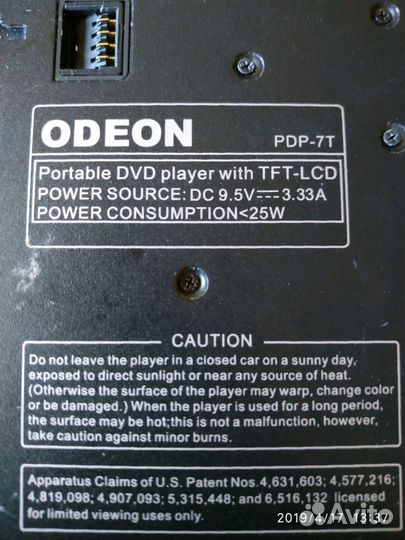 ODEON PDP-7T
Portable DVD player with TFT-LCD
POWER SOURCE: DC 9.5V⎓3.33A
POWER CONSUMPTION<25W
CAUTION
Do not leave the player in a closed car on a sunny day,
exposed to direct sunlight or near any source of heat.
(Otherwise the surface of the player may warp, change color
or be damaged.) When the player is used for a long period,
the surface may be hot;this is not a malfunction, however,
take caution against minor burns.
Apparatus Claims of U.S. Patent Nos.4,631,603; 4,577,216;
4,819,098; 4,907,093; 5,315,448; and 6,516,132 licensed
for limited viewing uses only.
2019/4/17 13:37
Avito